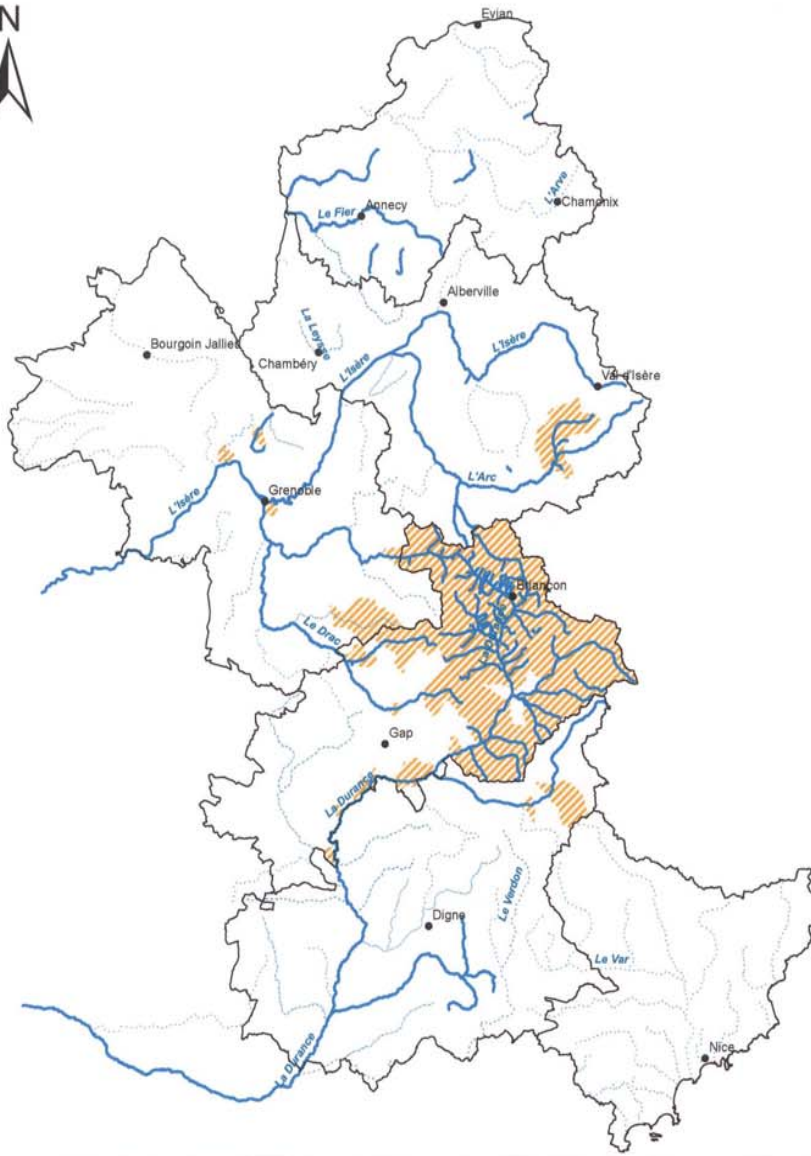 N
Evian
L'Arve
Chamonix
Le Fier
Annecy
Alberville
La Leysse
Bourgoin Jallieu
Chambéry
L'Isère
L'Isère
Val d'Isère
L'Arc
L'Isère
Grenoble
Briançon
Le Drac
Gap
La Durance
Le Verdon
Digne
Le Var
La Durance
Nice